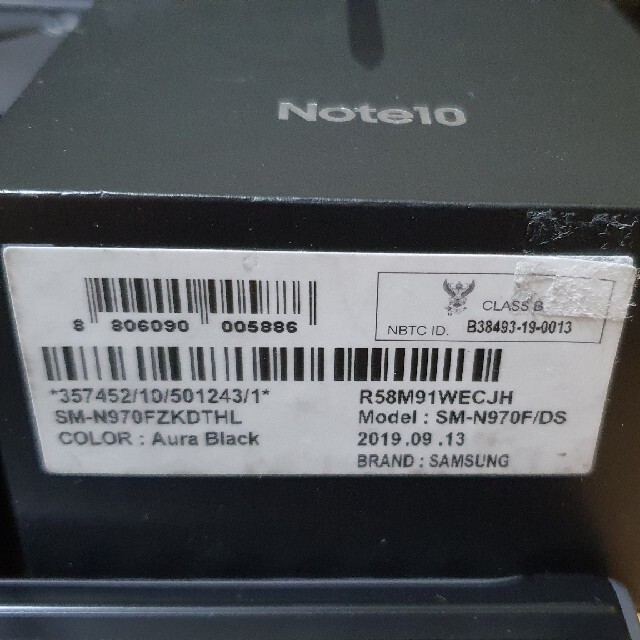 Note10
CLASS B
NBTC ID. B38493-19-0013
8 806090 005886
*357452/10/501243/1*
R58M91WECJH
SM-N970FZKDTHL
Model : SM-N970F/DS
COLOR : Aura Black
2019.09.13
BRAND : SAMSUNG